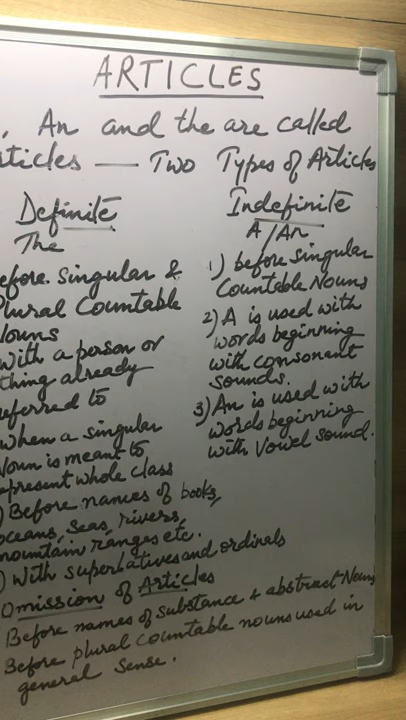 ARTICLES
, An and the are called
rticles — Two Types of Articles
Definite
The
efore singular &
Plural Countable
Nouns
With a person or
thing already
referred to
When a singular
Noun is meant to
epresent whole class
) Before names of books,
oceans, seas, rivers,
mountain ranges etc.
) With superlatives and ordinals
Indefinite
A/An
1) before singular
Countable Nouns
2) A is used with
words beginning
with consonant
sounds.
3) An is used with
words beginning
with Vowel sound.
Omission of Articles
Before names of substance & abstract Nouns
Before plural countable nouns used in
general sense.